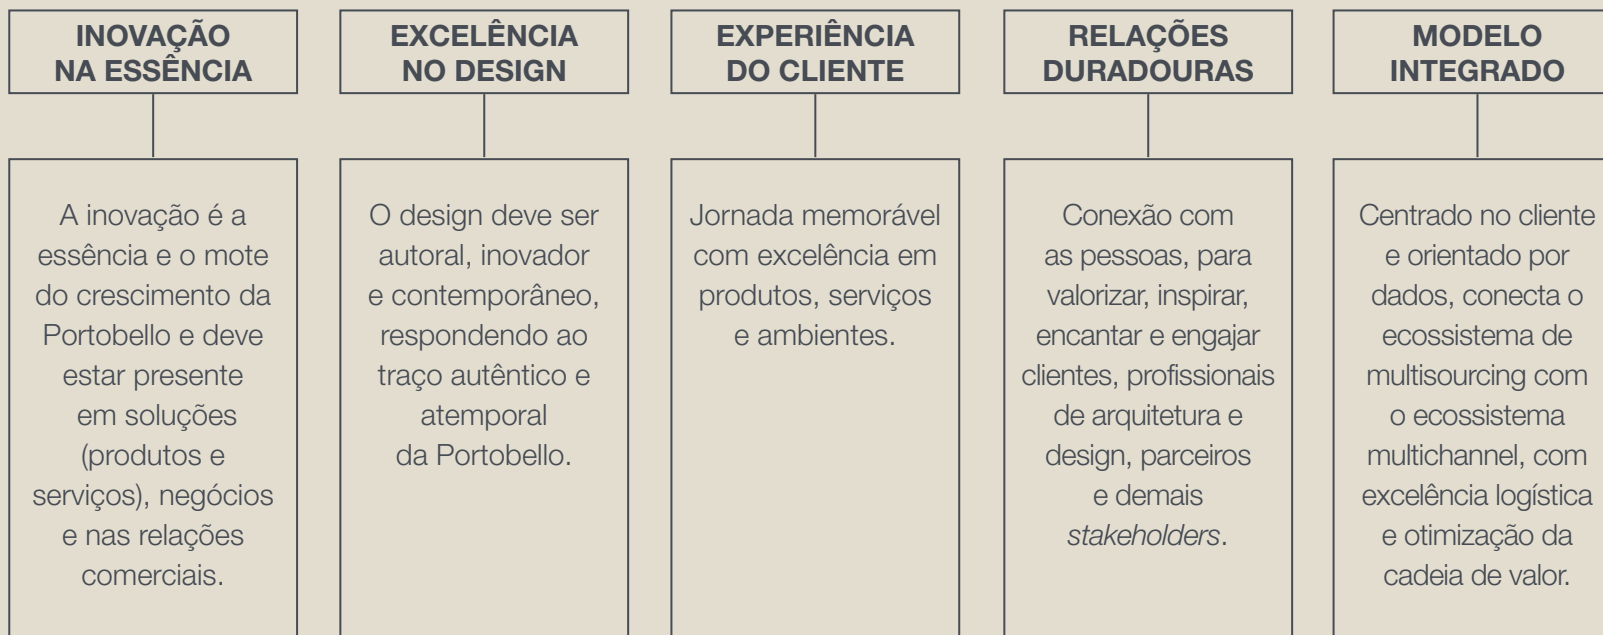 INOVAÇÃO
NA ESSÊNCIA
A inovação é a
essência e o mote
do crescimento da
Portobello e deve
estar presente
em soluções
(produtos e
serviços), negócios
e nas relações
comerciais.
EXCELÊNCIA
NO DESIGN
O design deve ser
autoral, inovador
e contemporâneo,
respondendo ao
traço autêntico e
atemporal
da Portobello.
EXPERIÊNCIA
DO CLIENTE
Jornada memorável
com excelência em
produtos, serviços
e ambientes.
RELAÇÕES
DURADOURAS
Conexão com
as pessoas, para
valorizar, inspirar,
encantar e engajar
clientes, profissionais
de arquitetura e
design, parceiros
e demais
stakeholders.
MODELO
INTEGRADO
Centrado no cliente
e orientado por
dados, conecta o
ecossistema de
multisourcing com
o ecossistema
multichannel, com
excelência logística
e otimização da
cadeia de valor.